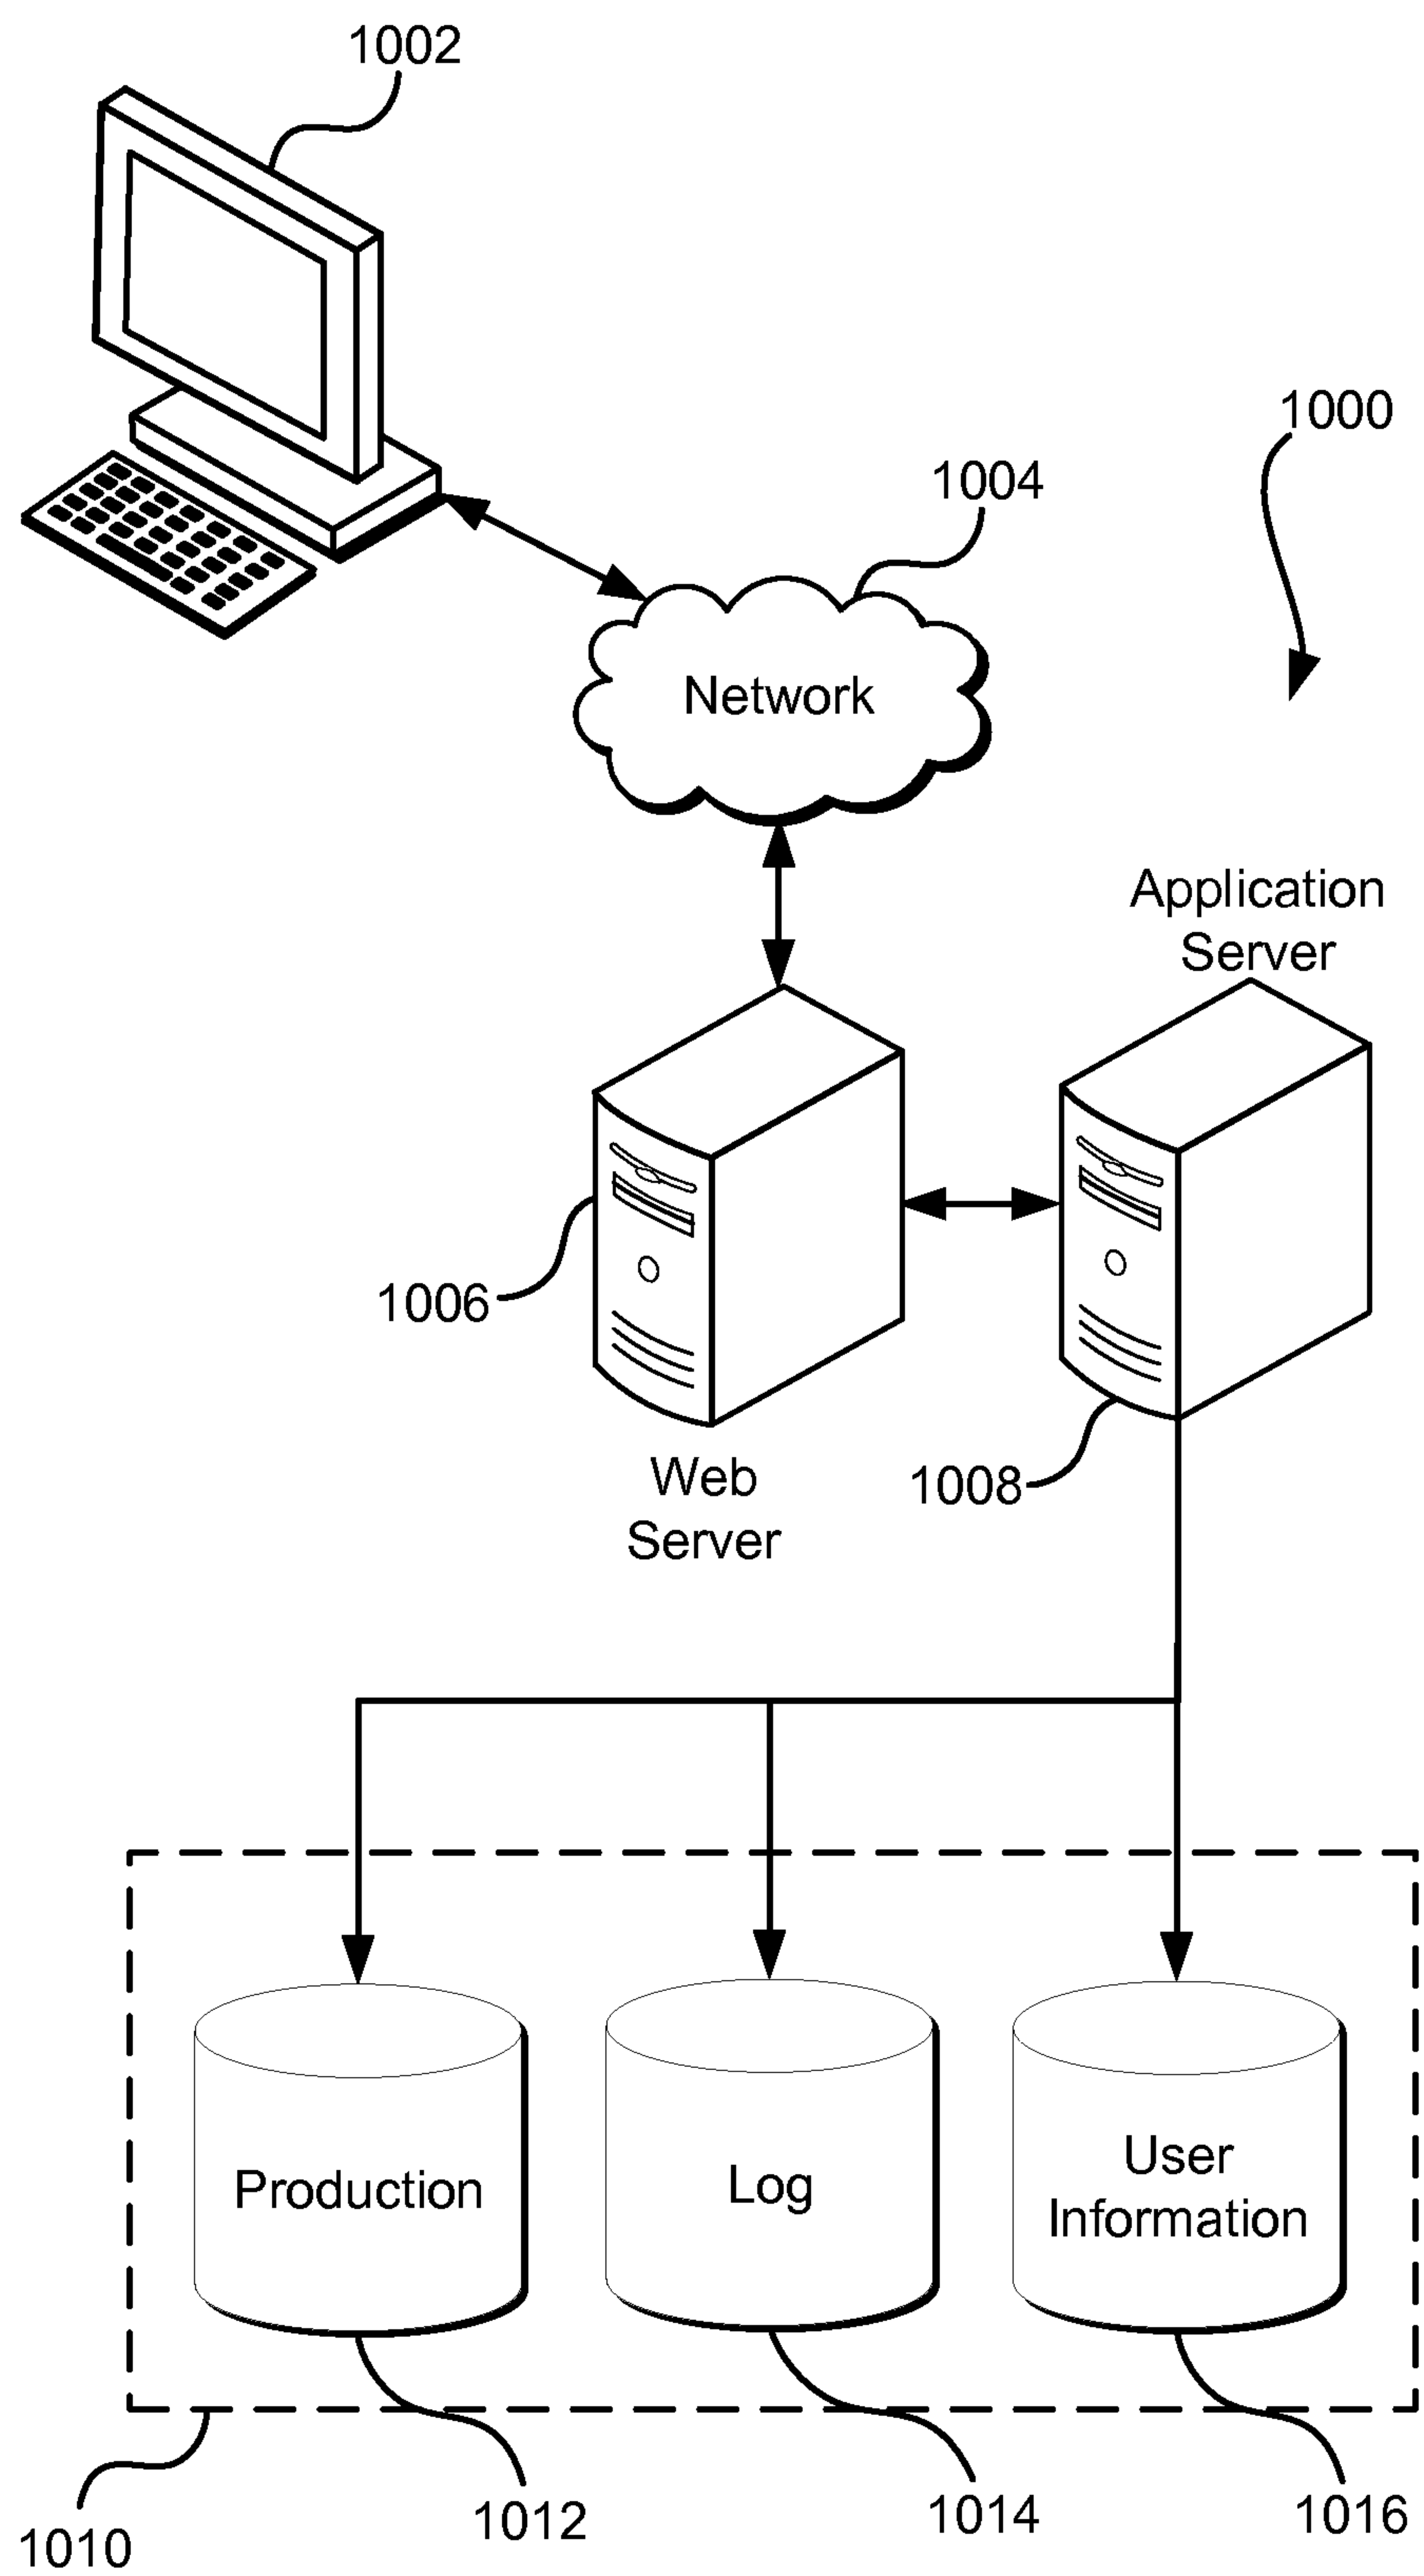 1002
1000
1004
Network
Application
Server
1006
Web
Server
1008
Production
Log
User
Information
1010
1012
1014
1016